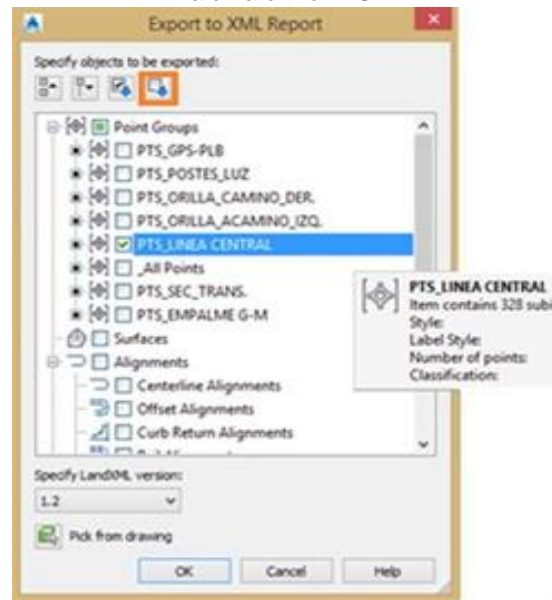 Export to XML Report
Specify objects to be exported:
Point Groups
PTS_GPS-PLB
PTS_POSTES_LUZ
PTS_ORILLA_CAMINO_DER.
PTS_ORILLA_ACAMINO_IZQ.
PTS_LINEA CENTRAL
_All Points
PTS_SEC_TRANS.
PTS_EMPALME G-M
Surfaces
Alignments
Centerline Alignments
Offset Alignments
Curb Return Alignments
PTS_LINEA CENTRAL
Item contains 328
Style:
Label Style:
Number of points:
Classification:
Specify LandXML version:
1.2
Pick from drawing
OK
Cancel
Help